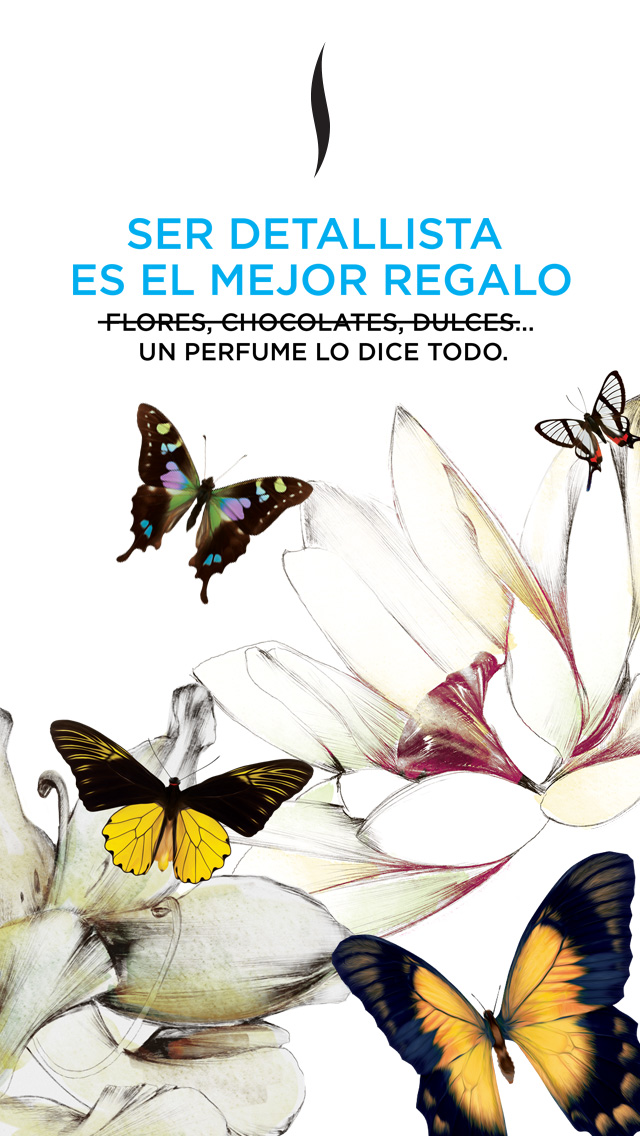 SER DETALLISTA
ES EL MEJOR REGALO
FLORES, CHOCOLATES, DULCES...
UN PERFUME LO DICE TODO.